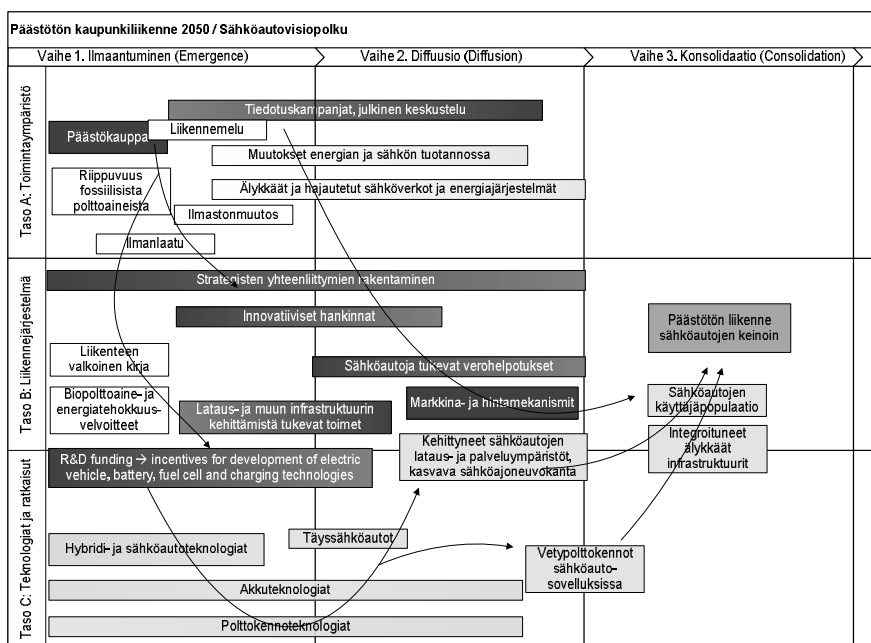 Päästötön kaupunkiliikenne 2050 / Sähköautovisiopolku
Vaihe 1. Ilmaantuminen (Emergence)
Vaihe 2. Diffuusio (Diffusion)
Vaihe 3. Konsolidaatio (Consolidation)
Taso A: Toimintaympäristö
Tiedotuskampanjat, julkinen keskustelu
Päästökauppa
Liikennemelu
Muutokset energian ja sähkön tuotannossa
Riippuvuus
fossiilisista
polttoaineista
Älykkäät ja hajautetut sähköverkot ja energiajärjestelmät
Ilmastonmuutos
Ilmanlaatu
Taso B: Liikennejärjestelmä
Strategisten yhteenliittymien rakentaminen
Innovatiiviset hankinnat
Päästötön liikenne
sähköautojen keinoin
Liikenteen
valkoinen kirja
Sähköautoja tukevat verohelpotukset
Biopolttoaine- ja
energiatehokkuus-
velvoitteet
Lataus- ja muun infrastruktuurin
kehittämistä tukevat toimet
Markkina- ja hintamekanismit
Sähköautojen
käyttäjäpopulaatio
Integroituneet
älykkäät
infrastruktuurit
Kehittyneet sähköautojen
lataus- ja palveluympäristöt,
kasvava sähköajoneuvokanta
Taso C: Teknologiat ja ratkaisut
R&D funding → incentives for development of electric
vehicle, battery, fuel cell and charging technologies
Täyssähköautot
Hybridi- ja sähköautoteknologiat
Vetypolttokennot
sähköauto-
sovelluksissa
Akkuteknologiat
Polttokennoteknologiat